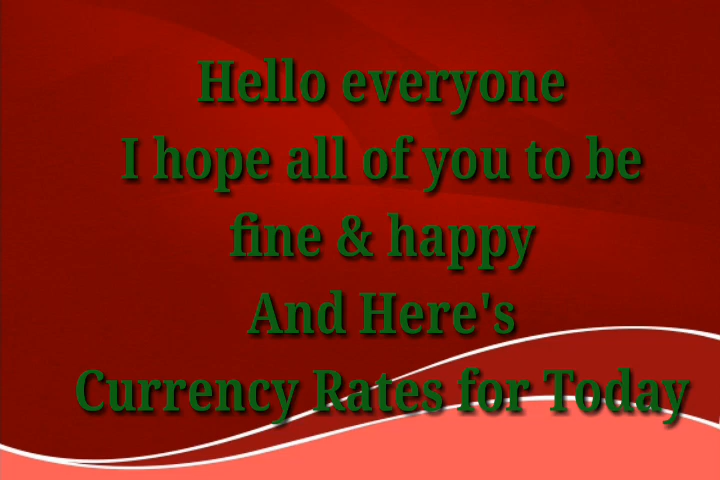 Hello everyone
I hope all of you to be
fine & happy
And Here's
Currency Rates for Today